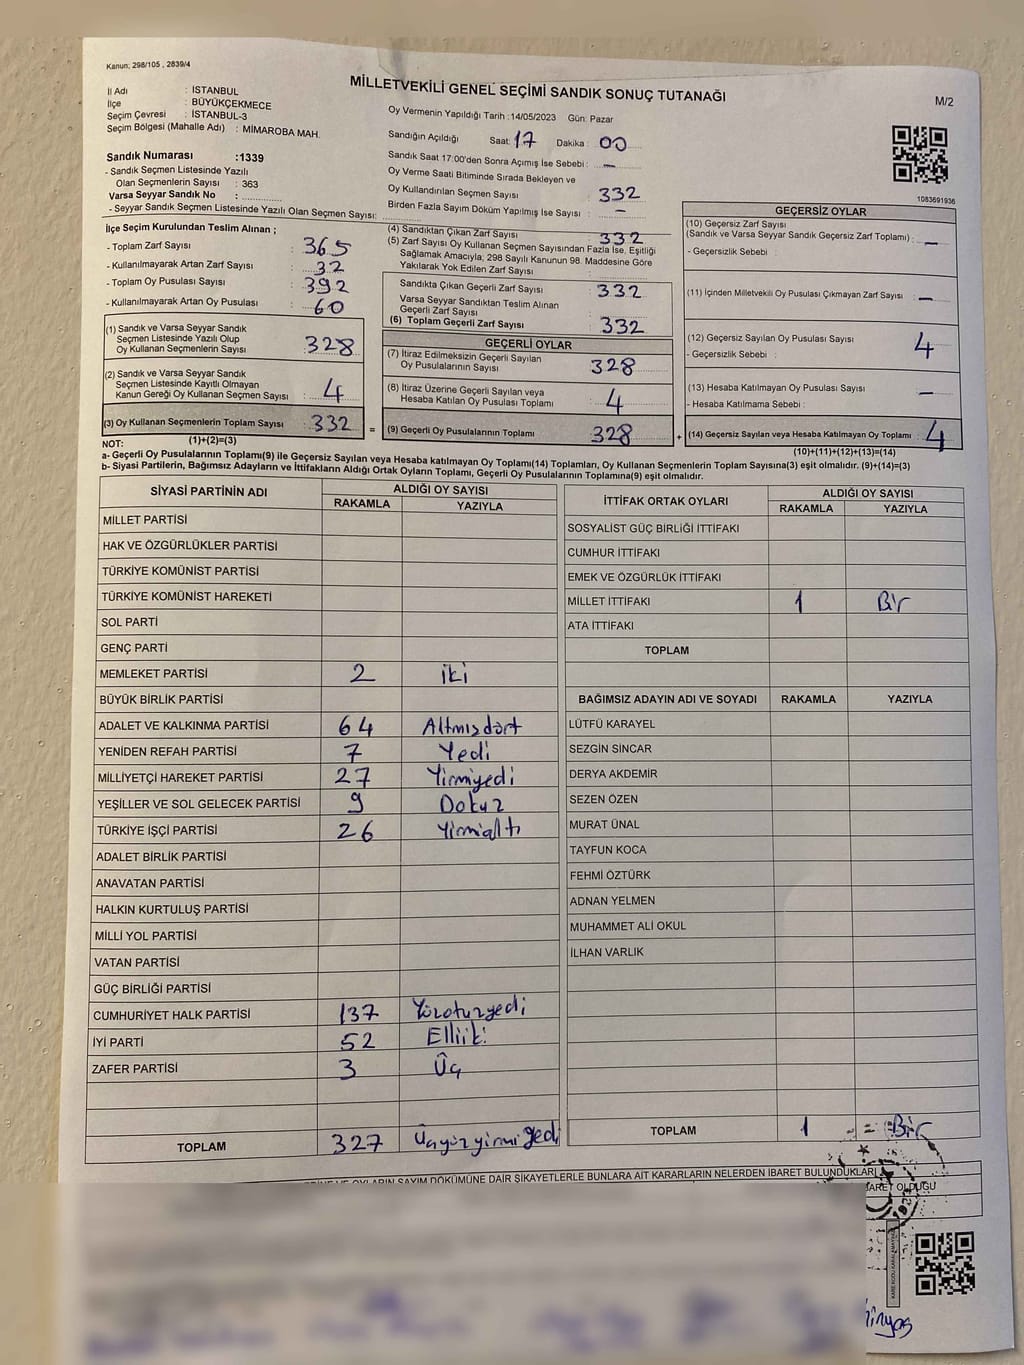 Kanun; 298/105 , 2839/4
MİLLETVEKİLİ GENEL SEÇİMİ SANDIK SONUÇ TUTANAĞI
M/2
İl Adı : İSTANBUL
İlçe : BÜYÜKÇEKMECE
Seçim Çevresi : İSTANBUL-3
Seçim Bölgesi (Mahalle Adı) : MİMAROBA MAH.
Sandık Numarası :1339
- Sandık Seçmen Listesinde Yazılı
Olan Seçmenlerin Sayısı : 363
Varsa Seyyar Sandık No :
- Seyyar Sandık Seçmen Listesinde Yazılı Olan Seçmen Sayısı:
Oy Vermenin Yapıldığı Tarih :14/05/2023 Gün: Pazar
Sandığın Açıldığı Saat: 17 Dakika : 00
Sandık Saat 17:00'den Sonra Açımış İse Sebebi : -
Oy Verme Saati Bitiminde Sırada Bekleyen ve
Oy Kullandırılan Seçmen Sayısı : 332
Birden Fazla Sayım Döküm Yapılmış İse Sayısı : -
1083691936
İlçe Seçim Kurulundan Teslim Alınan ;
- Toplam Zarf Sayısı : 365
- Kullanılmayarak Artan Zarf Sayısı : 32
- Toplam Oy Pusulası Sayısı : 392
- Kullanılmayarak Artan Oy Pusulası : 60
(1) Sandık ve Varsa Seyyar Sandık
Seçmen Listesinde Yazılı Olup
Oy Kullanan Seçmenlerin Sayısı : 328
(2) Sandık ve Varsa Seyyar Sandık
Seçmen Listesinde Kayıtlı Olmayan
Kanun Gereği Oy Kullanan Seçmen Sayısı : 4
(3) Oy Kullanan Seçmenlerin Toplam Sayısı : 332
(1)+(2)=(3)
(4) Sandıktan Çıkan Zarf Sayısı : 332
(5) Zarf Sayısı Oy Kullanan Seçmen Sayısından Fazla İse, Eşitliği
Sağlamak Amacıyla; 298 Sayılı Kanunun 98. Maddesine Göre
Yakılarak Yok Edilen Zarf Sayısı :
Sandıkta Çıkan Geçerli Zarf Sayısı : 332
Varsa Seyyar Sandıktan Teslim Alınan
Geçerli Zarf Sayısı :
(6) Toplam Geçerli Zarf Sayısı : 332
GEÇERLİ OYLAR
(7) İtiraz Edilmeksizin Geçerli Sayılan
Oy Pusulalarının Sayısı : 328
(8) İtiraz Üzerine Geçerli Sayılan veya
Hesaba Katılan Oy Pusulası Toplamı : 4
= (9) Geçerli Oy Pusulalarının Toplamı : 328 +
GEÇERSİZ OYLAR
(10) Geçersiz Zarf Sayısı
(Sandık ve Varsa Seyyar Sandık Geçersiz Zarf Toplamı) : -
- Geçersizlik Sebebi :
(11) İçinden Milletvekili Oy Pusulası Çıkmayan Zarf Sayısı : -
(12) Geçersiz Sayılan Oy Pusulası Sayısı : 4
- Geçersizlik Sebebi :
(13) Hesaba Katılmayan Oy Pusulası Sayısı : -
- Hesaba Katılmama Sebebi :
(14) Geçersiz Sayılan veya Hesaba Katılmayan Oy Toplamı : 4
(10)+(11)+(12)+(13)=(14)
NOT:
a- Geçerli Oy Pusulalarının Toplamı(9) ile Geçersiz Sayılan veya Hesaba katılmayan Oy Toplamı(14) Toplamları, Oy Kullanan Seçmenlerin Toplam Sayısına(3) eşit olmalıdır. (9)+(14)=(3)
b- Siyasi Partilerin, Bağımsız Adayların ve İttifakların Aldığı Ortak Oyların Toplamı, Geçerli Oy Pusulalarının Toplamına(9) eşit olmalıdır.
SİYASİ PARTİNİN ADI ALDIĞI OY SAYISI
RAKAMLA YAZIYLA
MİLLET PARTİSİ
HAK VE ÖZGÜRLÜKLER PARTİSİ
TÜRKİYE KOMÜNİST PARTİSİ
TÜRKİYE KOMÜNİST HAREKETİ
SOL PARTİ
GENÇ PARTİ
MEMLEKET PARTİSİ 2 iki
BÜYÜK BİRLİK PARTİSİ
ADALET VE KALKINMA PARTİSİ 64 Altmışdört
YENİDEN REFAH PARTİSİ 7 Yedi
MİLLİYETÇİ HAREKET PARTİSİ 27 Yirmiyedi
YEŞİLLER VE SOL GELECEK PARTİSİ 9 Dokuz
TÜRKİYE İŞÇİ PARTİSİ 26 Yirmialtı
ADALET BİRLİK PARTİSİ
ANAVATAN PARTİSİ
HALKIN KURTULUŞ PARTİSİ
MİLLİ YOL PARTİSİ
VATAN PARTİSİ
GÜÇ BİRLİĞİ PARTİSİ
CUMHURİYET HALK PARTİSİ 137 Yüzotuzyedi
İYİ PARTİ 52 Elliiki
ZAFER PARTİSİ 3 Üç
TOPLAM 327 Üçyüzyirmiyedi
İTTİFAK ORTAK OYLARI ALDIĞI OY SAYISI
RAKAMLA YAZIYLA
SOSYALİST GÜÇ BİRLİĞİ İTTİFAKI
CUMHUR İTTİFAKI
EMEK VE ÖZGÜRLÜK İTTİFAKI
MİLLET İTTİFAKI 1 Bir
ATA İTTİFAKI
TOPLAM
BAĞIMSIZ ADAYIN ADI VE SOYADI RAKAMLA YAZIYLA
LÜTFÜ KARAYEL
SEZGİN SİNCAR
DERYA AKDEMİR
SEZEN ÖZEN
MURAT ÜNAL
TAYFUN KOCA
FEHMİ ÖZTÜRK
ADNAN YELMEN
MUHAMMET ALİ OKUL
İLHAN VARLIK
TOPLAM 1 Bir
VE OYLARIN SAYIM DÖKÜMÜNE DAİR ŞİKAYETLERLE BUNLARA AİT KARARLARIN NELERDEN İBARET BULUNDUKLARI
OLDUĞU